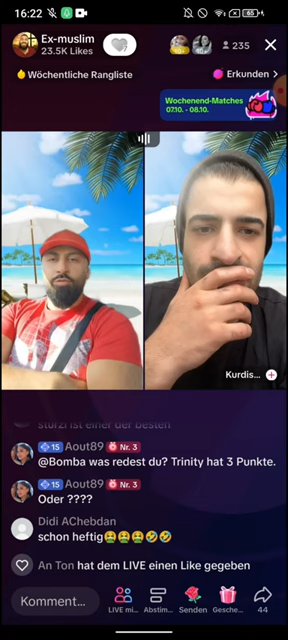 16:22
65
Ex-muslim
23.5K Likes
235
Wöchentliche Rangliste
Erkunden >
Wochenend-Matches
07.10. - 08.10.
Kurdis...
15 Aout89 Nr. 3
@Bomba was redest du? Trinity hat 3 Punkte.
15 Aout89 Nr. 3
Oder ????
Didi AChebdan
schon heftig🤮🤮🤮🤣🤣
An Ton hat dem LIVE einen Like gegeben
Komment...
LIVE mi...
Abstim...
Senden
Gesche...
44